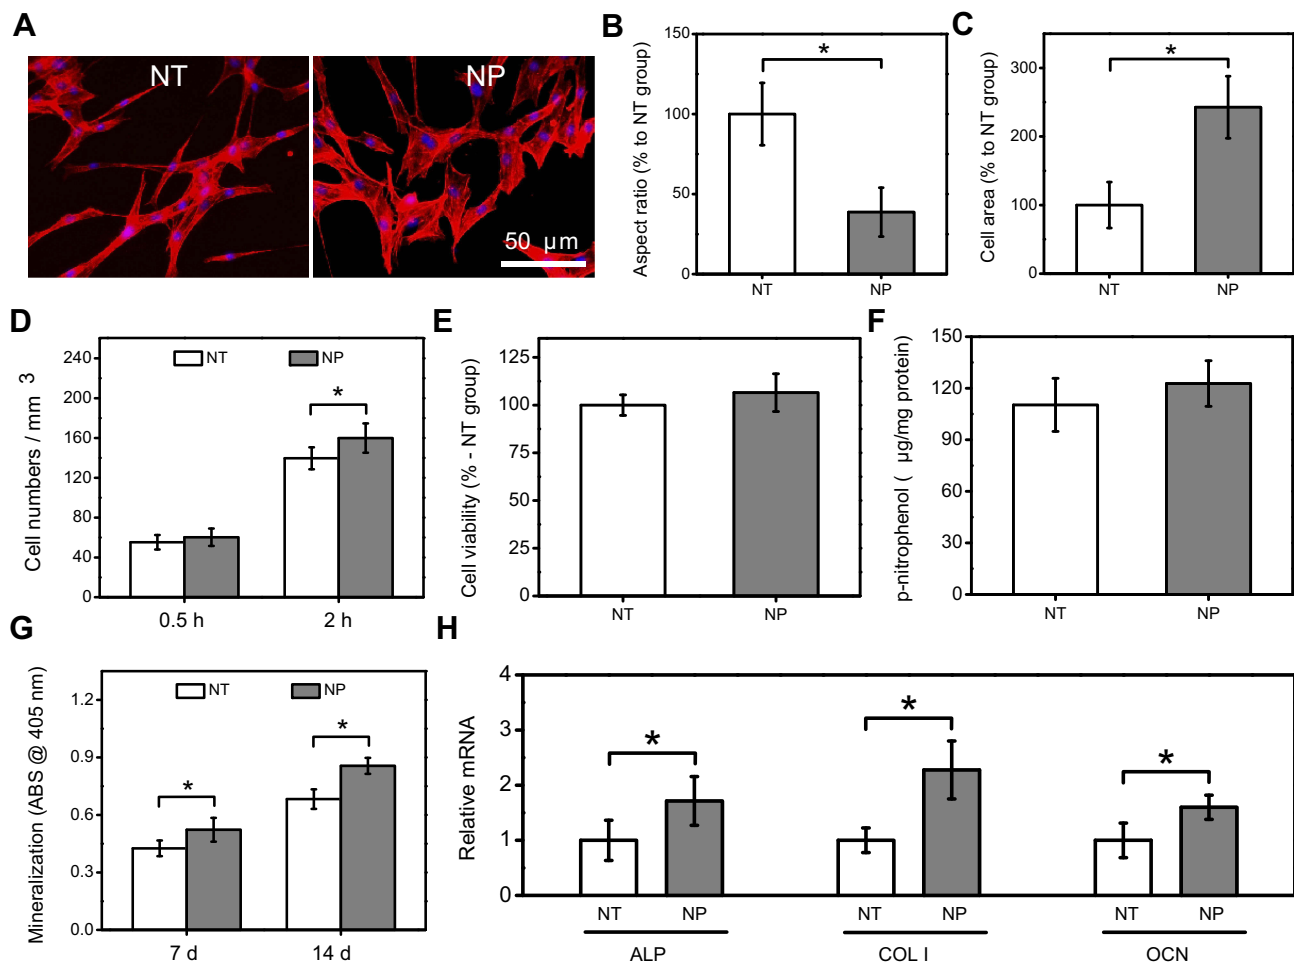 A
NT
NP
50 µm
B
Aspect ratio (% to NT group)
150
100
50
0
*
NT
NP
C
Cell area (% to NT group)
300
200
100
0
*
NT
NP
D
Cell numbers / mm 3
240
200
160
120
80
40
0
NT
NP
*
0.5 h
2 h
E
Cell viability (% - NT group)
125
100
75
50
25
0
NT
NP
F
p-nitrophenol ( µg/mg protein)
150
120
90
60
30
0
NT
NP
G
Mineralization (ABS @ 405 nm)
1.2
0.9
0.6
0.3
0.0
NT
NP
*
*
7 d
14 d
H
Relative mRNA
4
3
2
1
0
*
*
*
NT
NP
NT
NP
NT
NP
ALP
COL I
OCN